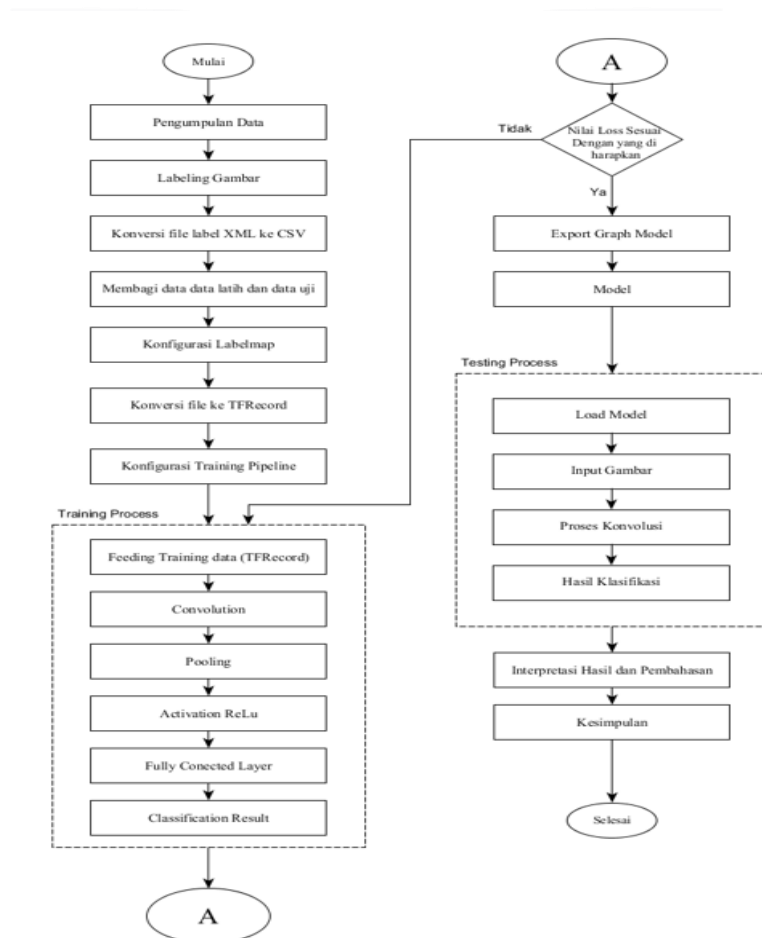 Mulai
Pengumpulan Data
Labeling Gambar
Konversi file label XML ke CSV
Membagi data data latih dan data uji
Konfigurasi Labelmap
Konversi file ke TFRecord
Konfigurasi Training Pipeline
Training Process
Feeding Training data (TFRecord)
Convolution
Pooling
Activation ReLu
Fully Conected Layer
Classification Result
A
A
Tidak
Nilai Loss Sesuai
Dengan yang di
harapkan
Ya
Export Graph Model
Model
Testing Process
Load Model
Input Gambar
Proses Konvolusi
Hasil Klasifikasi
Interpretasi Hasil dan Pembahasan
Kesimpulan
Selesai